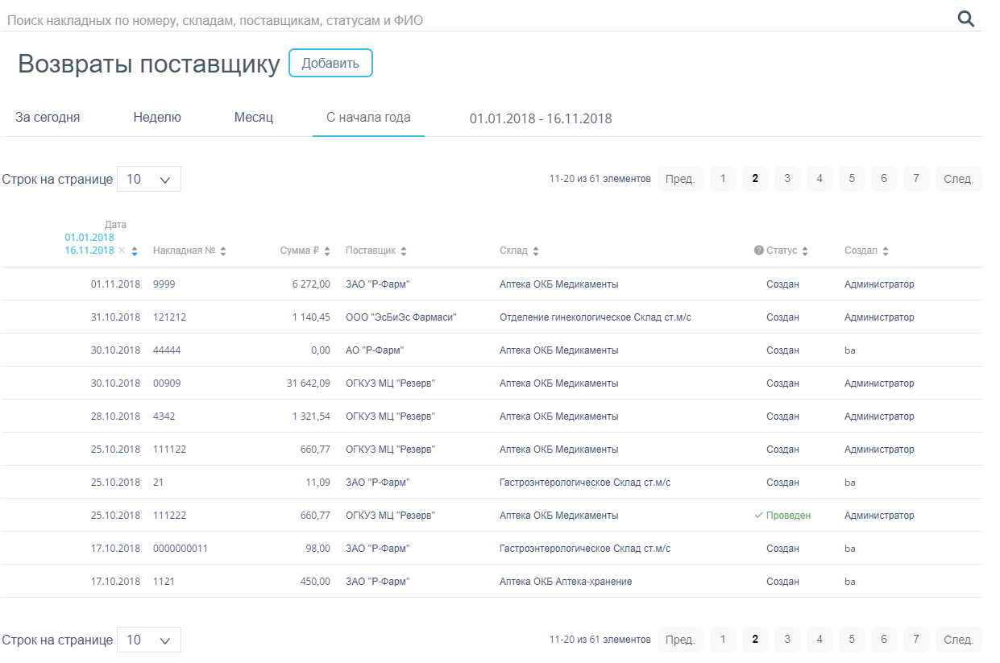 Поиск накладных по номеру, складам, поставщикам, статусам и ФИО
Возвраты поставщику Добавить
За сегодня Неделю Месяц С начала года 01.01.2018 - 16.11.2018
Строк на странице 10 11-20 из 61 элементов Пред. 1 2 3 4 5 6 7 След.
Дата
01.01.2018
16.11.2018 × Накладная № Сумма ₽ Поставщик Склад ? Статус Создал
01.11.2018 9999 6 272,00 ЗАО "Р-Фарм" Аптека ОКБ Медикаменты Создан Администратор
31.10.2018 121212 1 140,45 ООО "ЭсБиЭс Фармаси" Отделение гинекологическое Склад ст.м/с Создан Администратор
30.10.2018 44444 0,00 АО "Р-Фарм" Аптека ОКБ Медикаменты Создан ba
30.10.2018 00909 31 642,09 ОГКУЗ МЦ "Резерв" Аптека ОКБ Медикаменты Создан Администратор
28.10.2018 4342 1 321,54 ОГКУЗ МЦ "Резерв" Аптека ОКБ Медикаменты Создан Администратор
25.10.2018 111122 660,77 ОГКУЗ МЦ "Резерв" Аптека ОКБ Медикаменты Создан Администратор
25.10.2018 21 11,09 ЗАО "Р-Фарм" Гастроэнтерологическое Склад ст.м/с Создан ba
25.10.2018 111222 660,77 ОГКУЗ МЦ "Резерв" Аптека ОКБ Медикаменты ✓ Проведен Администратор
17.10.2018 0000000011 98,00 ЗАО "Р-Фарм" Гастроэнтерологическое Склад ст.м/с Создан ba
17.10.2018 1121 450,00 ЗАО "Р-Фарм" Аптека ОКБ Аптека-хранение Создан ba
Строк на странице 10 11-20 из 61 элементов Пред. 1 2 3 4 5 6 7 След.